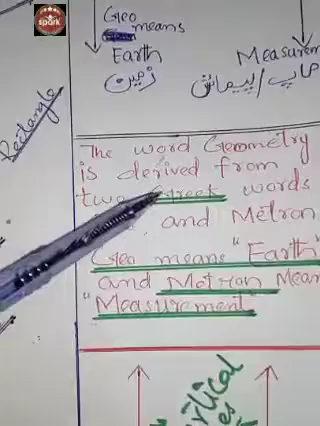 spark
Geo
means
Earth
Measurem
زمین
ماپ/پیمائش
Rectangle
The word Geometry
is derived from
two Greek words
and Metron
Geo means "Earth"
and Metron Mean
"Measurement"